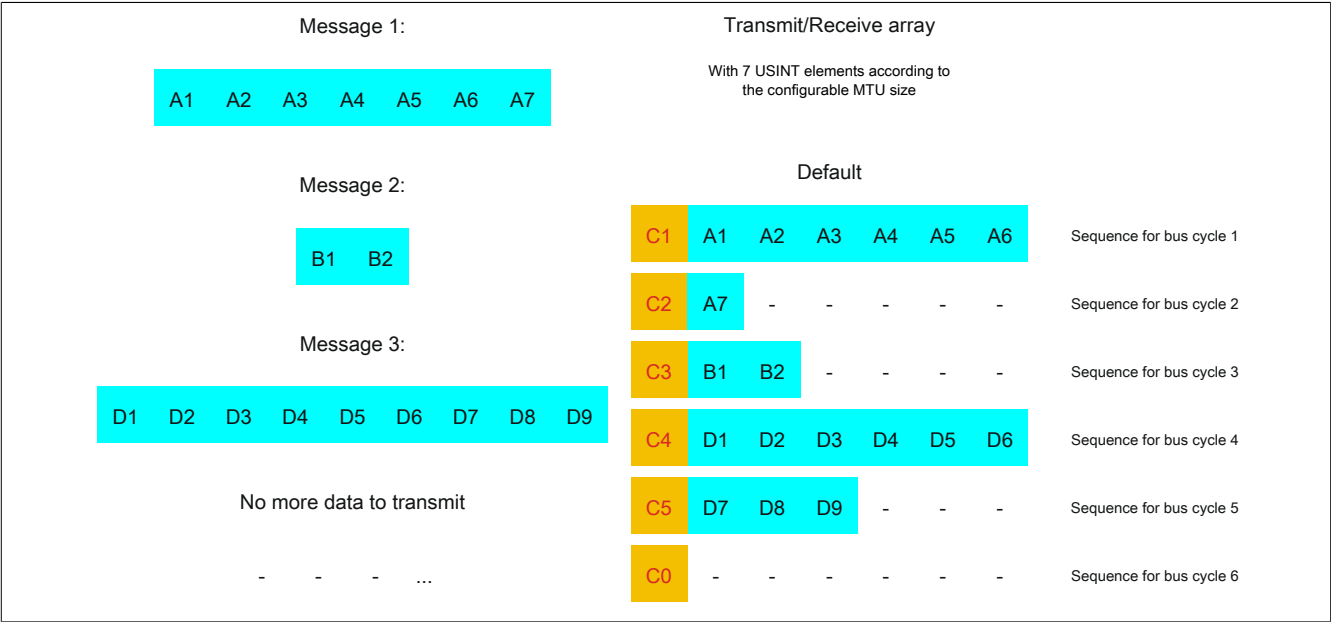 Message 1:
A1 A2 A3 A4 A5 A6 A7
Message 2:
B1 B2
Message 3:
D1 D2 D3 D4 D5 D6 D7 D8 D9
No more data to transmit
- - - ...
Transmit/Receive array
With 7 USINT elements according to
the configurable MTU size
Default
C1 A1 A2 A3 A4 A5 A6 Sequence for bus cycle 1
C2 A7 - - - - - Sequence for bus cycle 2
C3 B1 B2 - - - - Sequence for bus cycle 3
C4 D1 D2 D3 D4 D5 D6 Sequence for bus cycle 4
C5 D7 D8 D9 - - - Sequence for bus cycle 5
C0 - - - - - - Sequence for bus cycle 6